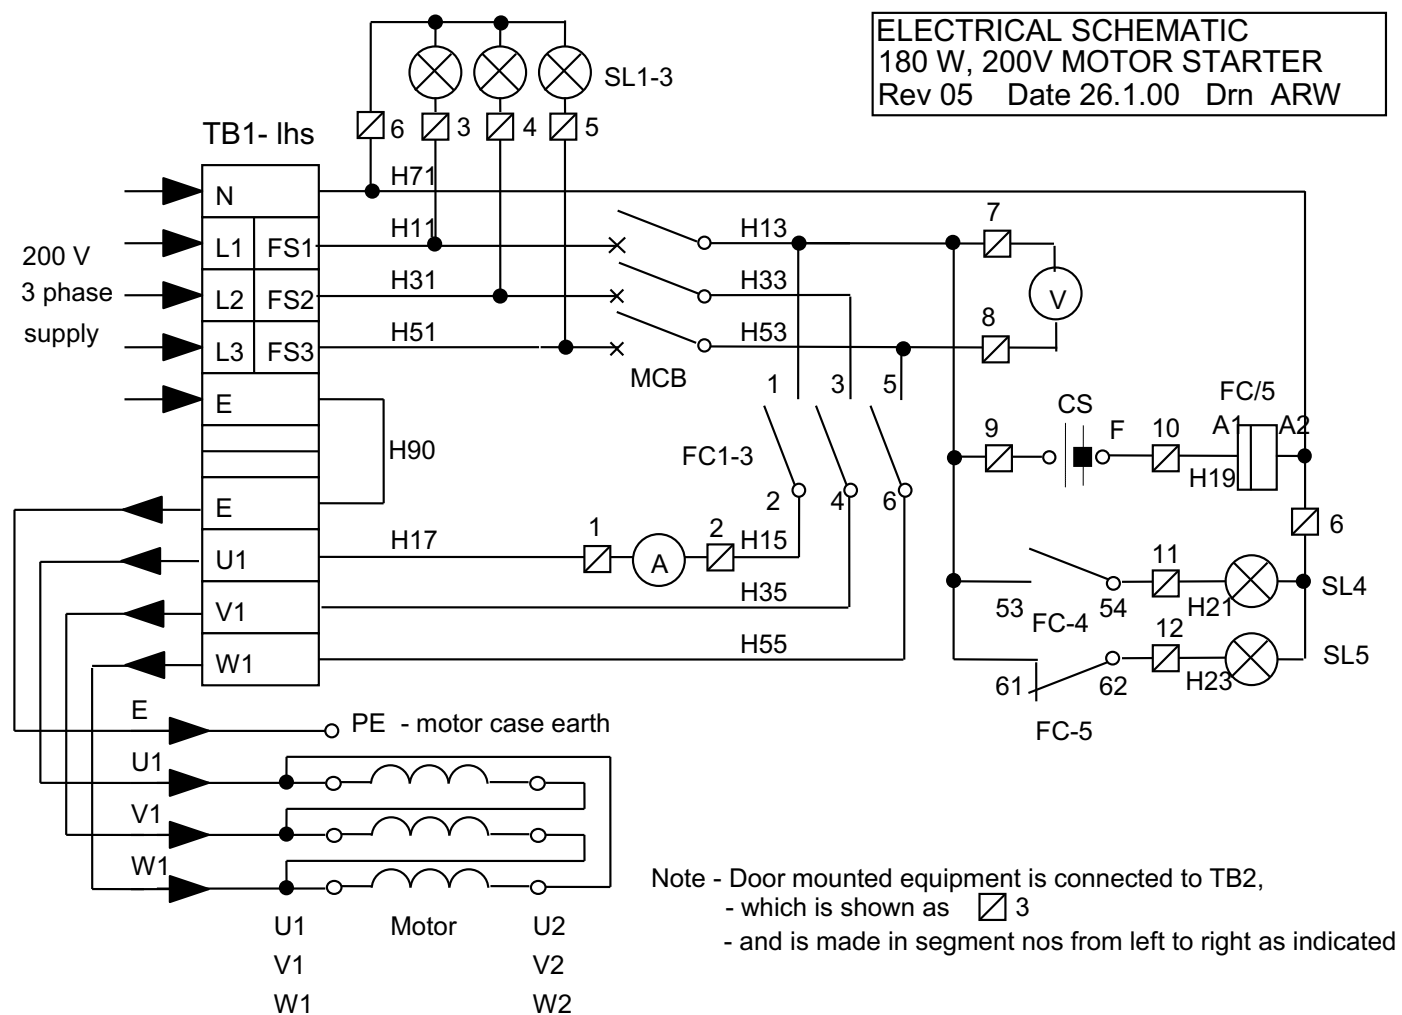 ELECTRICAL SCHEMATIC
180 W, 200V MOTOR STARTER
Rev 05 Date 26.1.00 Drn ARW
SL1-3
6 3 4 5
TB1- lhs
N H71
L1 FS1 H11 H13 7
200 V
3 phase
supply
L2 FS2 H31 H33 V
L3 FS3 H51 H53 8
MCB
1 3 5
E
H90
FC1-3
2 4 6
CS
FC/5
9 F 10 A1 A2
H19
6
E
U1 H17 1 A 2 H15
V1 H35
W1 H55
53 FC-4 54 11 H21 SL4
61 62 12 H23 SL5
FC-5
E PE - motor case earth
U1
V1
W1
U1 Motor U2
V1 V2
W1 W2
Note - Door mounted equipment is connected to TB2,
- which is shown as 3
- and is made in segment nos from left to right as indicated